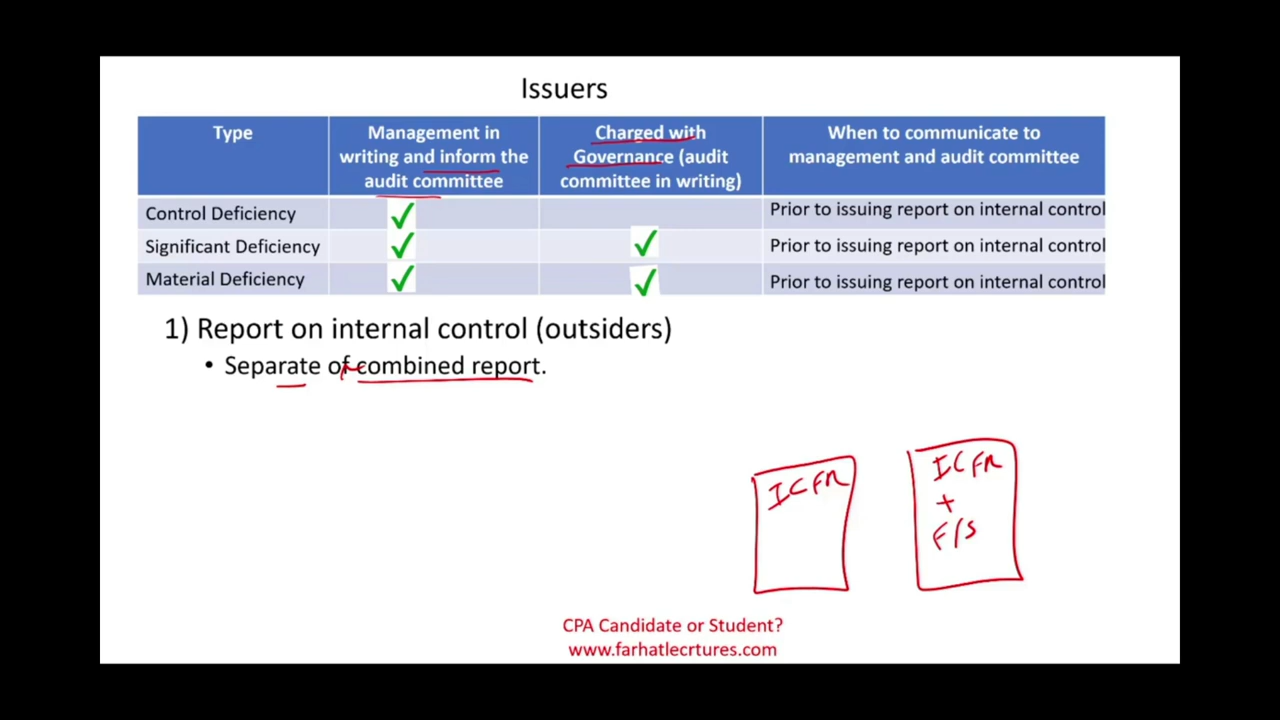 Issuers
Type
Management in
writing and inform the
audit committee
Charged with
Governance (audit
committee in writing)
When to communicate to
management and audit committee
Control Deficiency
Prior to issuing report on internal control
Significant Deficiency
Prior to issuing report on internal control
Material Deficiency
Prior to issuing report on internal control
1) Report on internal control (outsiders)
• Separate of combined report.
ICFR
ICFR
+
F/S
CPA Candidate or Student?
www.farhatlecrtures.com